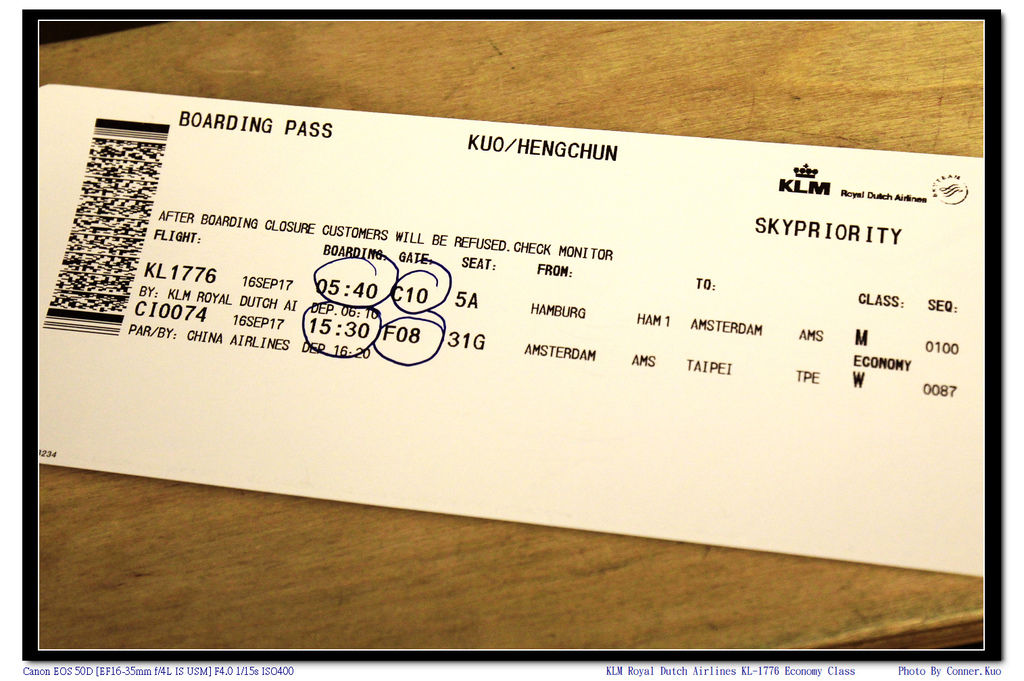 BOARDING PASS
KUO/HENGCHUN
KLM Royal Dutch Airlines
SKYTEAM
SKYPRIORITY
AFTER BOARDING CLOSURE CUSTOMERS WILL BE REFUSED.CHECK MONITOR
FLIGHT: BOARDING: GATE: SEAT: FROM: TO: CLASS: SEQ:
KL1776 16SEP17 05:40 C10 5A HAMBURG HAM 1 AMSTERDAM AMS M 0100
BY: KLM ROYAL DUTCH AI DEP.06:10 ECONOMY
CI0074 16SEP17 15:30 F08 31G AMSTERDAM AMS TAIPEI TPE W 0087
PAR/BY: CHINA AIRLINES DEP 16:20
234
Canon EOS 50D [EF16-35mm f/4L IS USM] F4.0 1/15s ISO400
KLM Royal Dutch Airlines KL-1776 Economy Class
Photo By Conner.Kuo